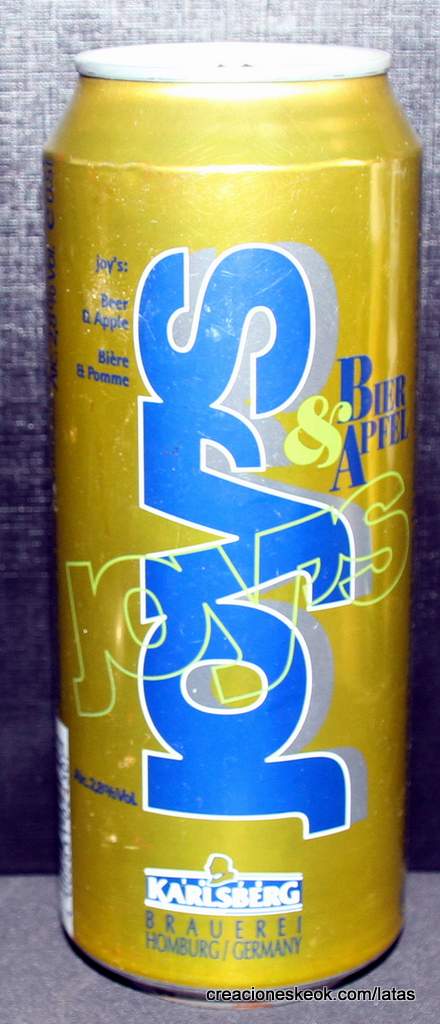 joy's:
Beer
& Apple
Bière
& Pomme
joy's
BIER
& APFEL
joy's
Alc. 2,8% Vol.
KARLSBERG
BRAUEREI
HOMBURG / GERMANY
creacioneskeok.com/latas